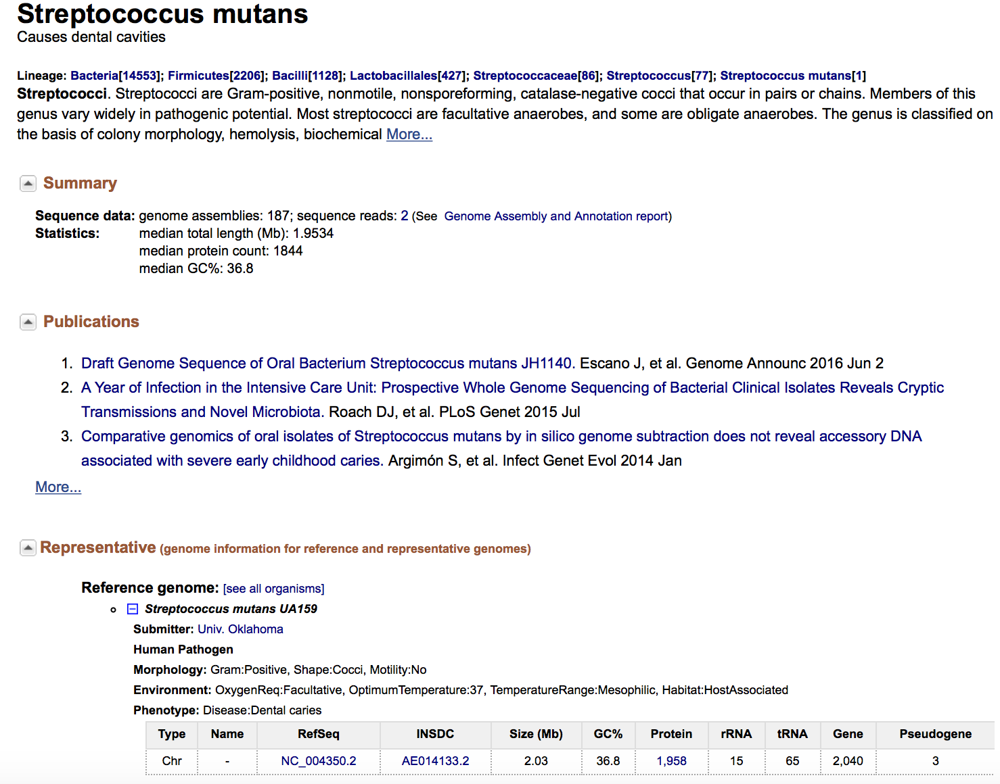 Streptococcus mutans
Causes dental cavities
Lineage: Bacteria[14553]; Firmicutes[2206]; Bacilli[1128]; Lactobacillales[427]; Streptococcaceae[86]; Streptococcus[77]; Streptococcus mutans[1]
Streptococci. Streptococci are Gram-positive, nonmotile, nonsporeforming, catalase-negative cocci that occur in pairs or chains. Members of this
genus vary widely in pathogenic potential. Most streptococci are facultative anaerobes, and some are obligate anaerobes. The genus is classified on
the basis of colony morphology, hemolysis, biochemical More...
Summary
Sequence data: genome assemblies: 187; sequence reads: 2 (See Genome Assembly and Annotation report)
Statistics: median total length (Mb): 1.9534
median protein count: 1844
median GC%: 36.8
Publications
1. Draft Genome Sequence of Oral Bacterium Streptococcus mutans JH1140. Escano J, et al. Genome Announc 2016 Jun 2
2. A Year of Infection in the Intensive Care Unit: Prospective Whole Genome Sequencing of Bacterial Clinical Isolates Reveals Cryptic
Transmissions and Novel Microbiota. Roach DJ, et al. PLoS Genet 2015 Jul
3. Comparative genomics of oral isolates of Streptococcus mutans by in silico genome subtraction does not reveal accessory DNA
associated with severe early childhood caries. Argimón S, et al. Infect Genet Evol 2014 Jan
More...
Representative (genome information for reference and representative genomes)
Reference genome: [see all organisms]
Streptococcus mutans UA159
Submitter: Univ. Oklahoma
Human Pathogen
Morphology: Gram:Positive, Shape:Cocci, Motility:No
Environment: OxygenReq:Facultative, OptimumTemperature:37, TemperatureRange:Mesophilic, Habitat:HostAssociated
Phenotype: Disease:Dental caries
Type Name RefSeq INSDC Size (Mb) GC% Protein rRNA tRNA Gene Pseudogene
Chr - NC_004350.2 AE014133.2 2.03 36.8 1,958 15 65 2,040 3